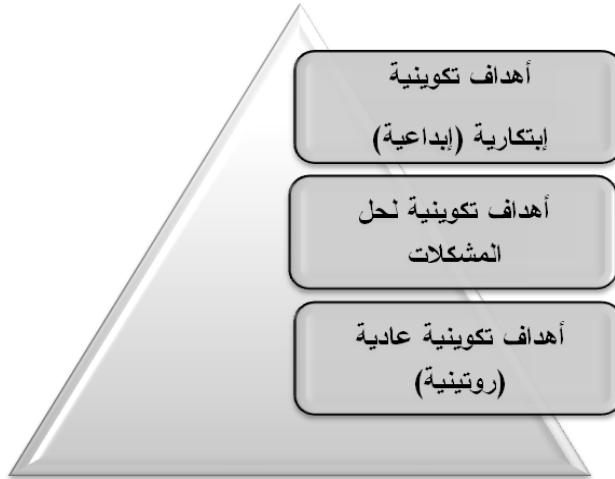 أهداف تكوينية
إبتكارية (إبداعية)
أهداف تكوينية لحل
المشكلات
أهداف تكوينية عادية
(روتينية)